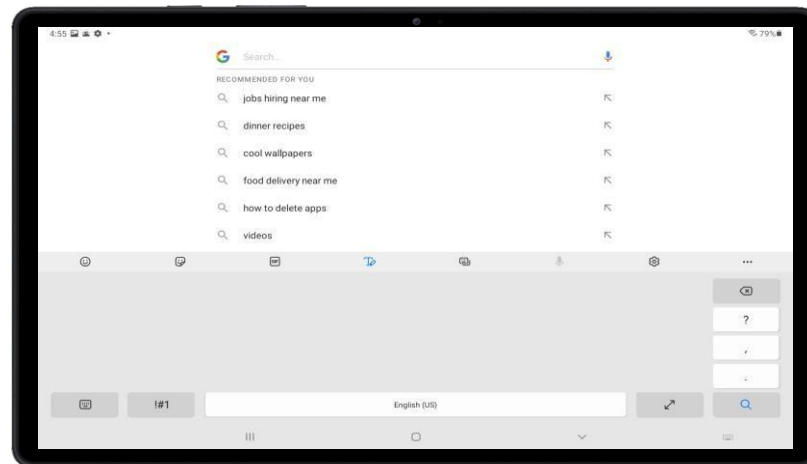 4:55
79%
Search...
RECOMMENDED FOR YOU
jobs hiring near me
dinner recipes
cool wallpapers
food delivery near me
how to delete apps
videos
GIF
?
,
.
!#1
English (US)